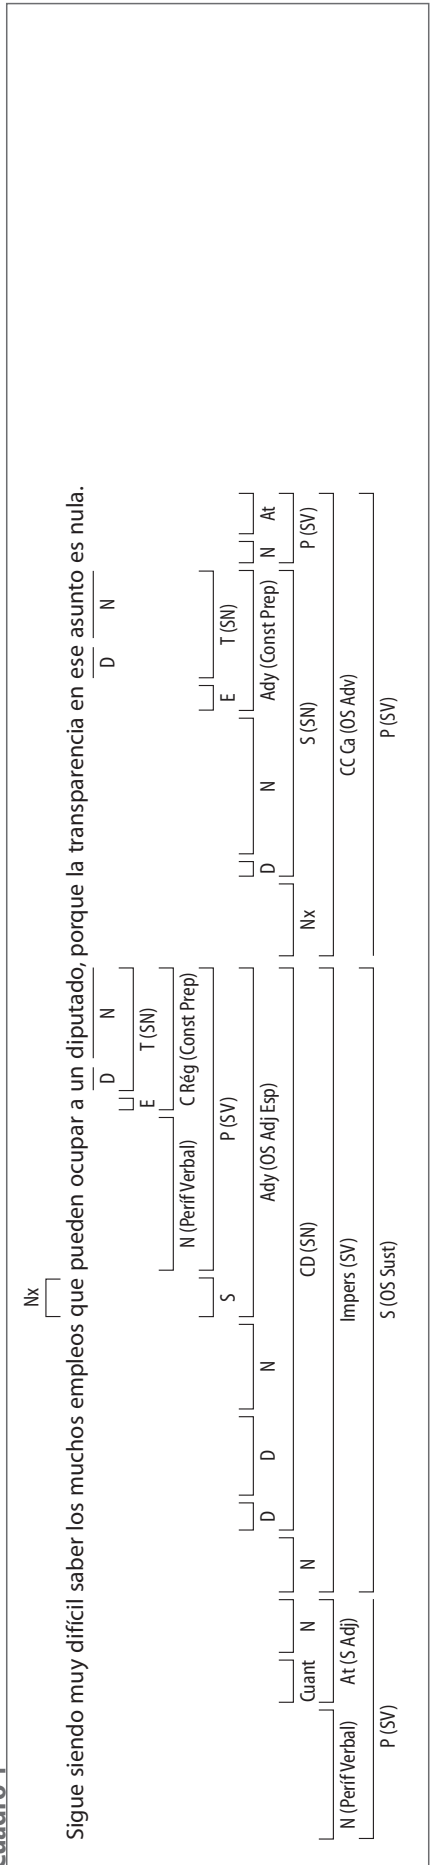 Cuadro 1
Nx
Sigue siendo muy difícil saber los muchos empleos que pueden ocupar a un diputado, porque la transparencia en ese asunto es nula.
D N D N
E T (SN)
N (Períf Verbal) C Rég (Const Prep)
S P (SV) E T (SN)
D D N Ady (OS Adj Esp) D N Ady (Const Prep) N At
Cuant N N CD (SN) Nx S (SN) P (SV)
N (Períf Verbal) At (S Adj) Impers (SV) CC Ca (OS Adv)
P (SV) S (OS Sust) P (SV)